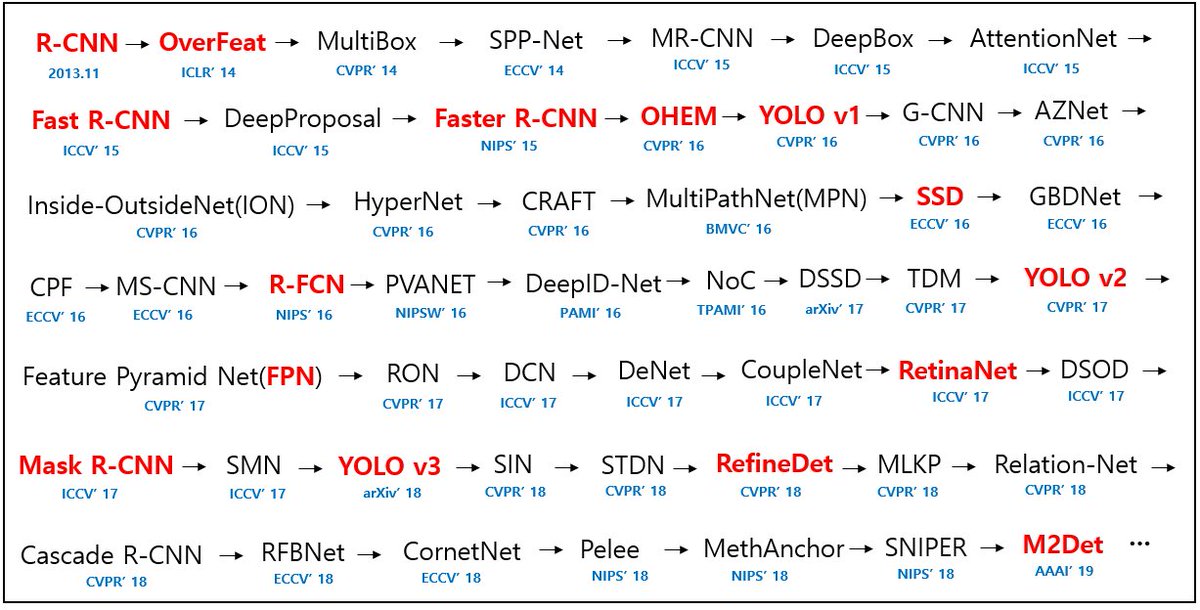 R-CNN → OverFeat → MultiBox → SPP-Net → MR-CNN → DeepBox → AttentionNet →
2013.11 ICLR' 14 CVPR' 14 ECCV' 14 ICCV' 15 ICCV' 15 ICCV' 15
Fast R-CNN → DeepProposal → Faster R-CNN → OHEM → YOLO v1 → G-CNN → AZNet →
ICCV' 15 ICCV' 15 NIPS' 15 CVPR' 16 CVPR' 16 CVPR' 16 CVPR' 16
Inside-OutsideNet(ION) → HyperNet → CRAFT → MultiPathNet(MPN) → SSD → GBDNet →
CVPR' 16 CVPR' 16 CVPR' 16 BMVC' 16 ECCV' 16 ECCV' 16
CPF → MS-CNN → R-FCN → PVANET → DeepID-Net → NoC → DSSD → TDM → YOLO v2 →
ECCV' 16 ECCV' 16 NIPS' 16 NIPSW' 16 PAMI' 16 TPAMI' 16 arXiv' 17 CVPR' 17 CVPR' 17
Feature Pyramid Net(FPN) → RON → DCN → DeNet → CoupleNet → RetinaNet → DSOD →
CVPR' 17 CVPR' 17 ICCV' 17 ICCV' 17 ICCV' 17 ICCV' 17 ICCV' 17
Mask R-CNN → SMN → YOLO v3 → SIN → STDN → RefineDet → MLKP → Relation-Net →
ICCV' 17 ICCV' 17 arXiv' 18 CVPR' 18 CVPR' 18 CVPR' 18 CVPR' 18 CVPR' 18
Cascade R-CNN → RFBNet → CornetNet → Pelee → MethAnchor → SNIPER → M2Det ···
CVPR' 18 ECCV' 18 ECCV' 18 NIPS' 18 NIPS' 18 NIPS' 18 AAAI' 19